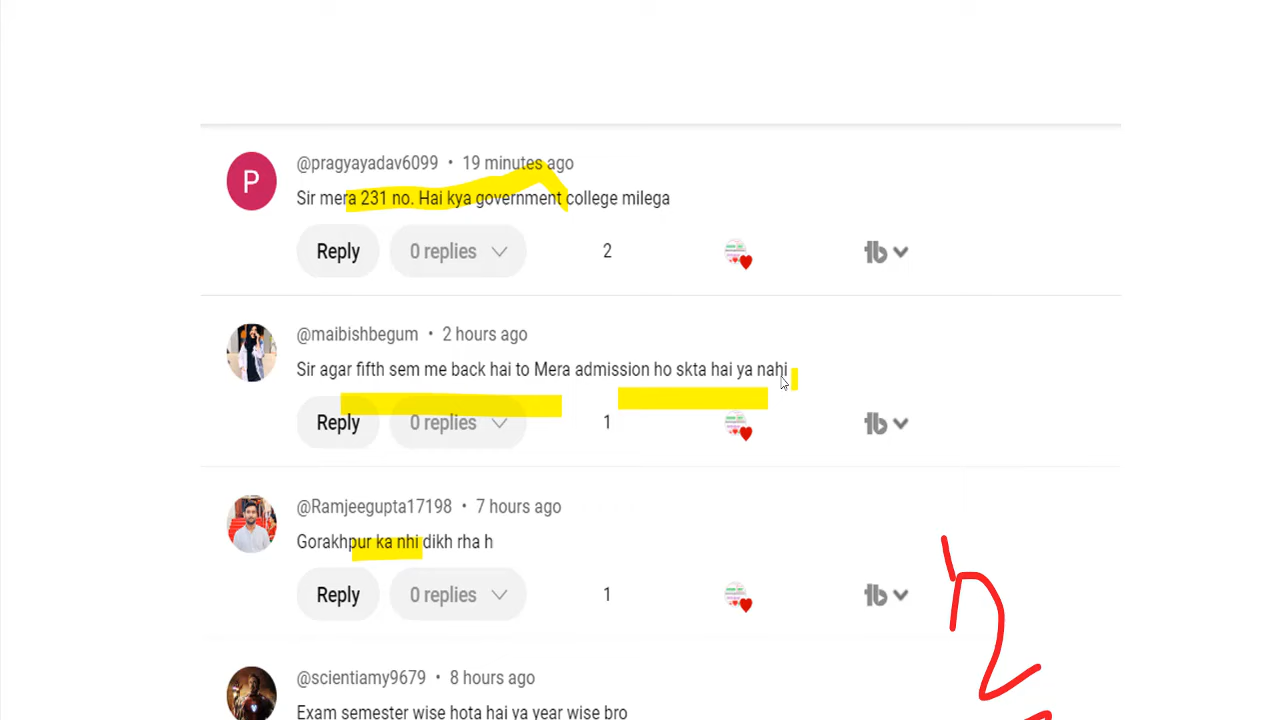 P
@pragyayadav6099 • 19 minutes ago
Sir mera 231 no. Hai kya government college milega
Reply 0 replies 2
@maibishbegum • 2 hours ago
Sir agar fifth sem me back hai to Mera admission ho skta hai ya nahi
Reply 0 replies 1
@Ramjeegupta17198 • 7 hours ago
Gorakhpur ka nhi dikh rha h
Reply 0 replies 1
@scientiamy9679 • 8 hours ago
Exam semester wise hota hai ya year wise bro